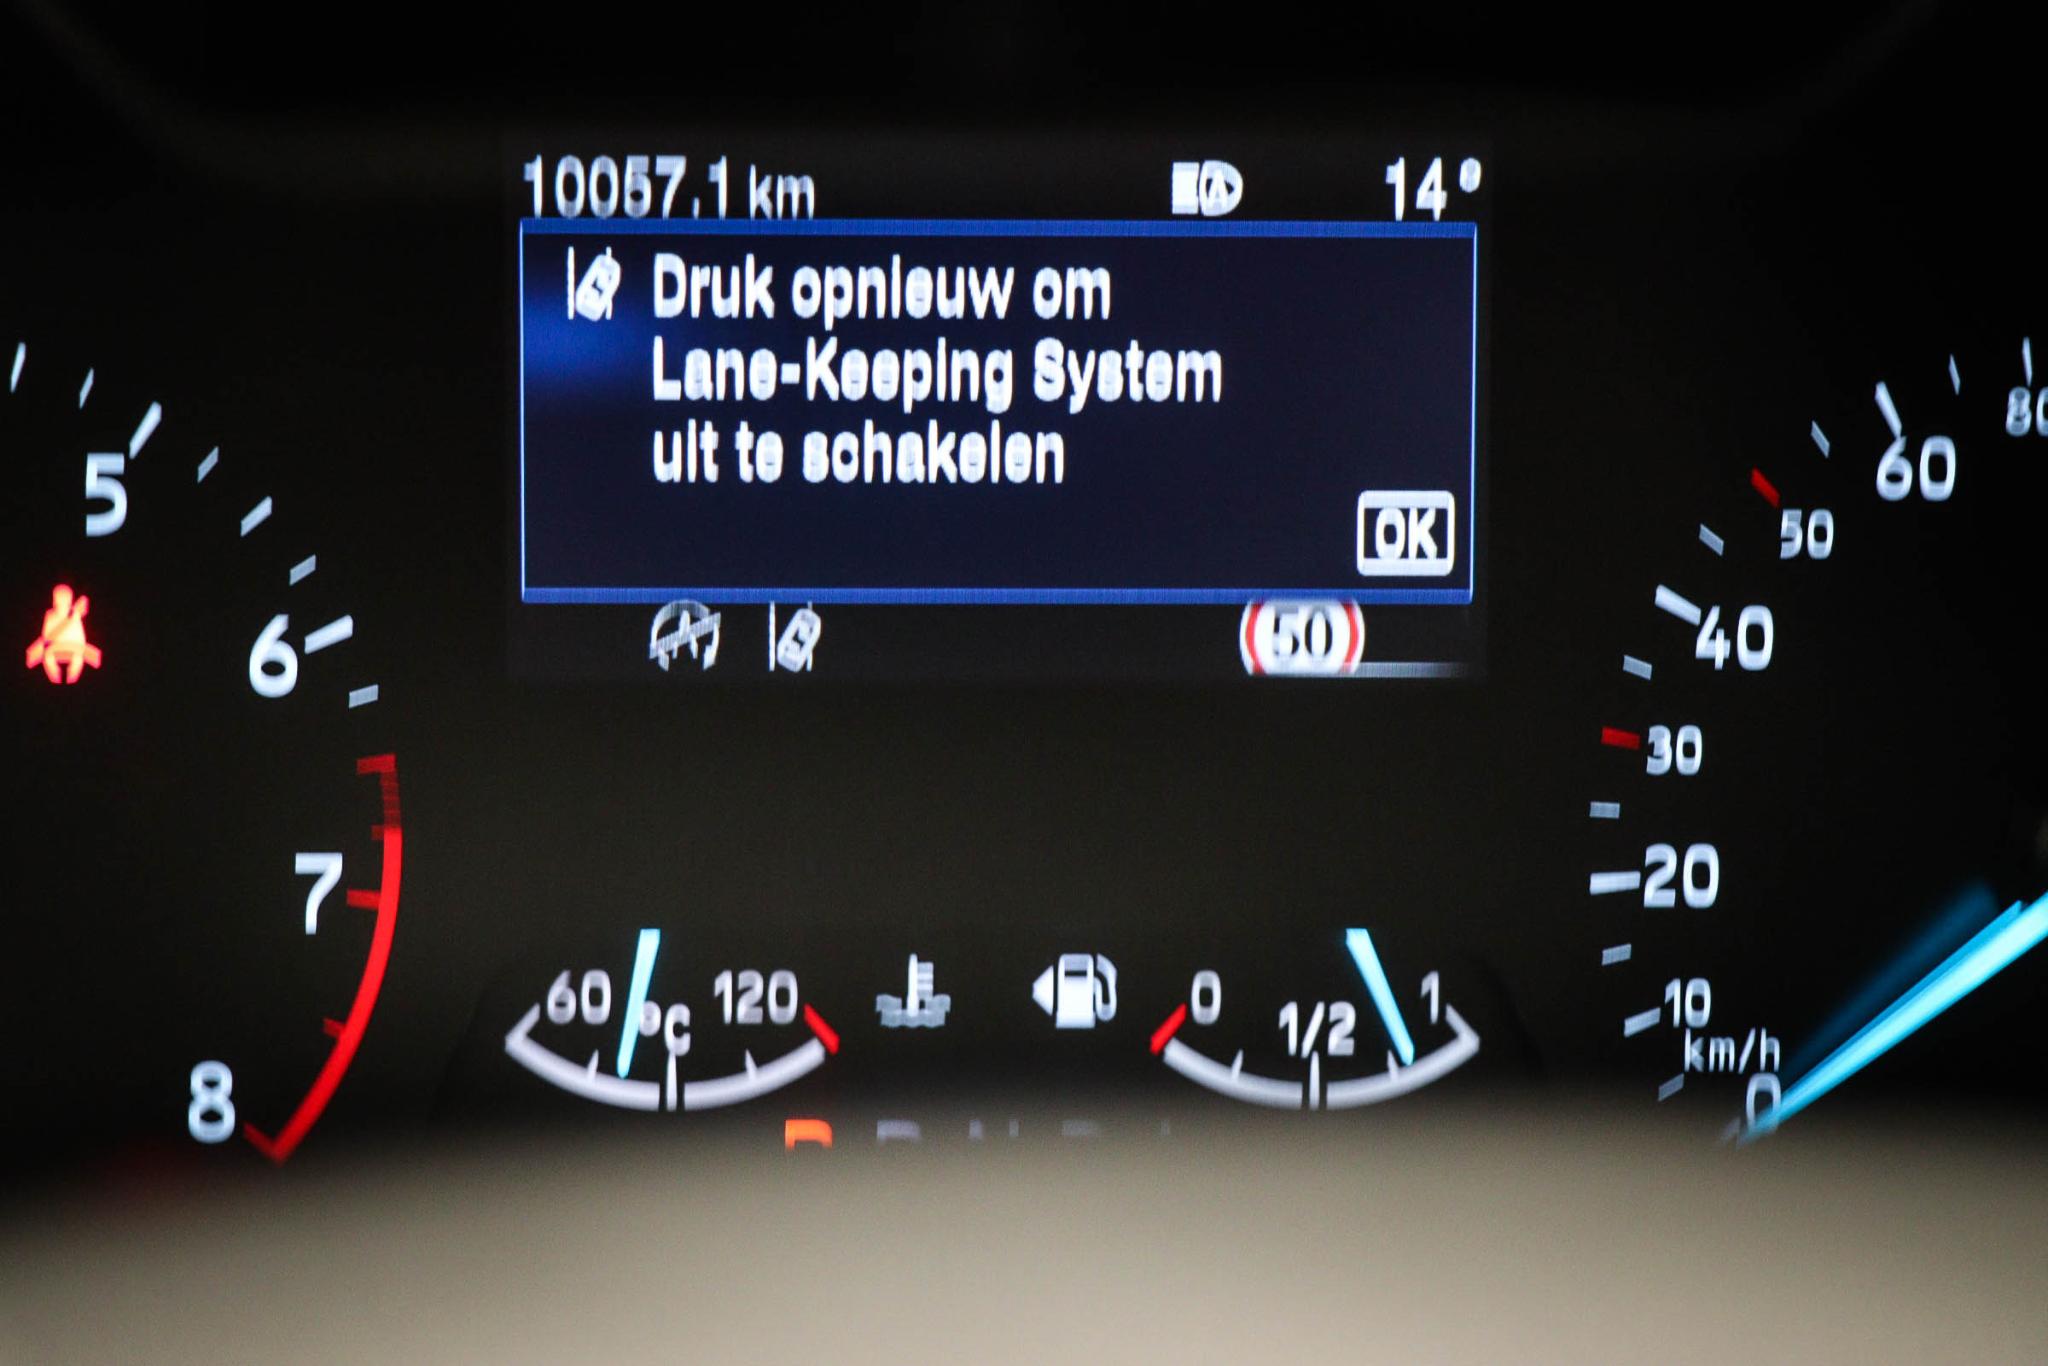 10057.1 km 14°
Druk opnieuw om
Lane-Keeping System
uit te schakelen
OK
50
5
6
7
8
60 °C 120
0 1/2 1
80
60
50
40
30
20
10
km/h
0